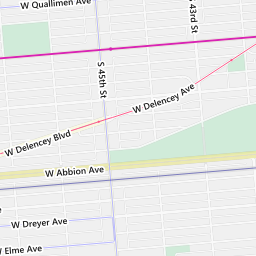 W Quallimen Ave
S 43rd St
S 45th St
W Delencey Ave
W Delencey Blvd
W Abbion Ave
W Dreyer Ave
W Elme Ave